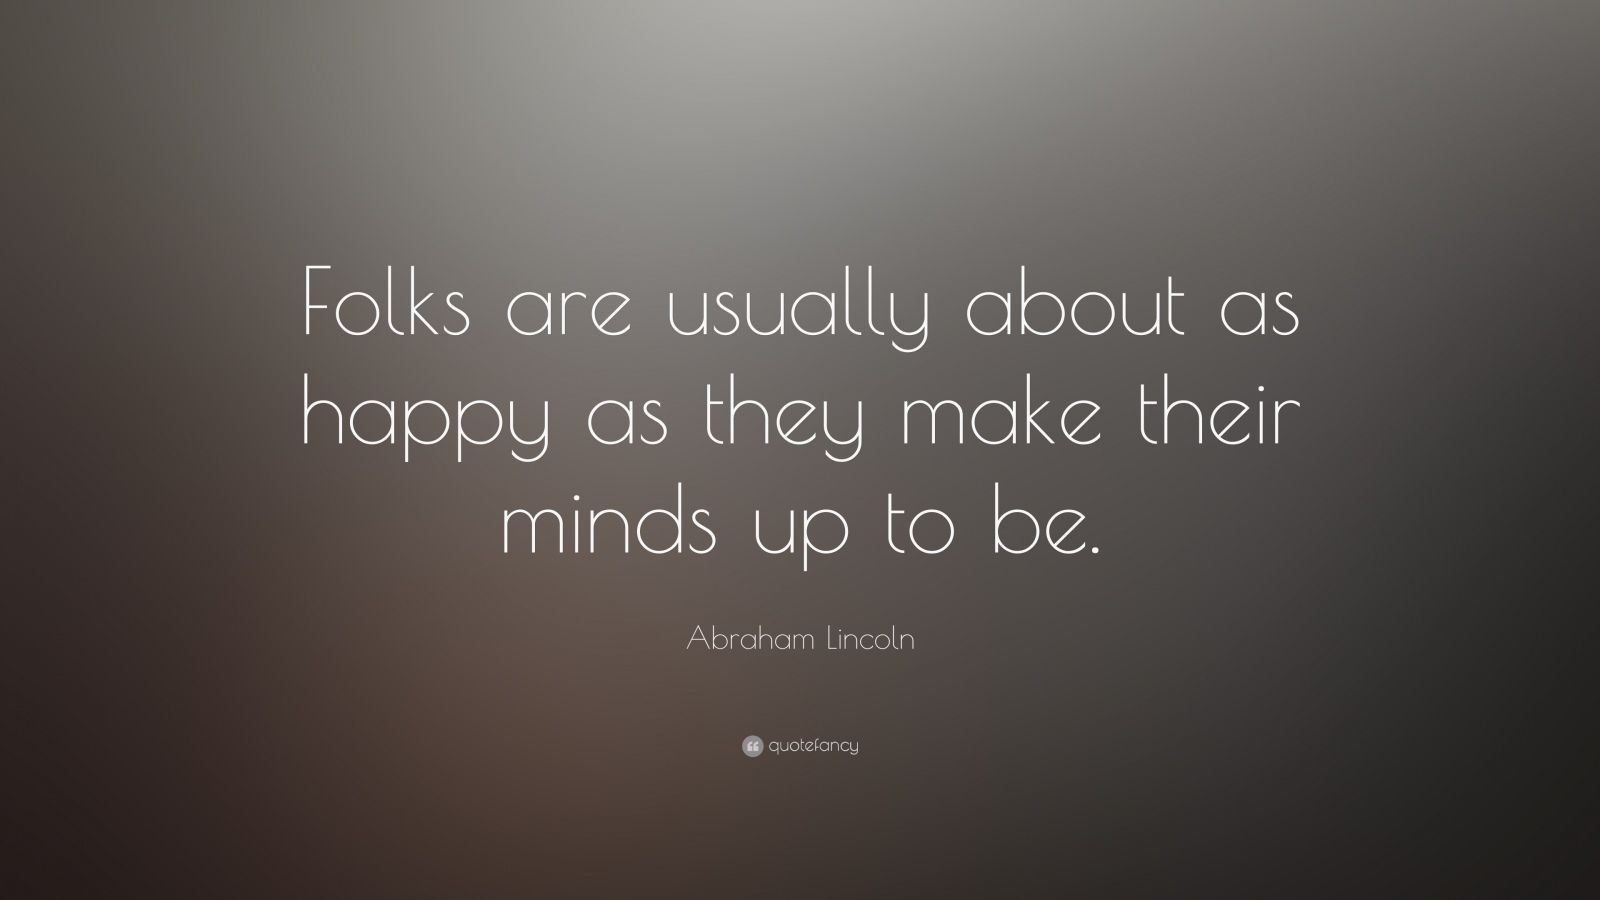 Folks are usually about as
happy as they make their
minds up to be.
Abraham Lincoln
quotefancy